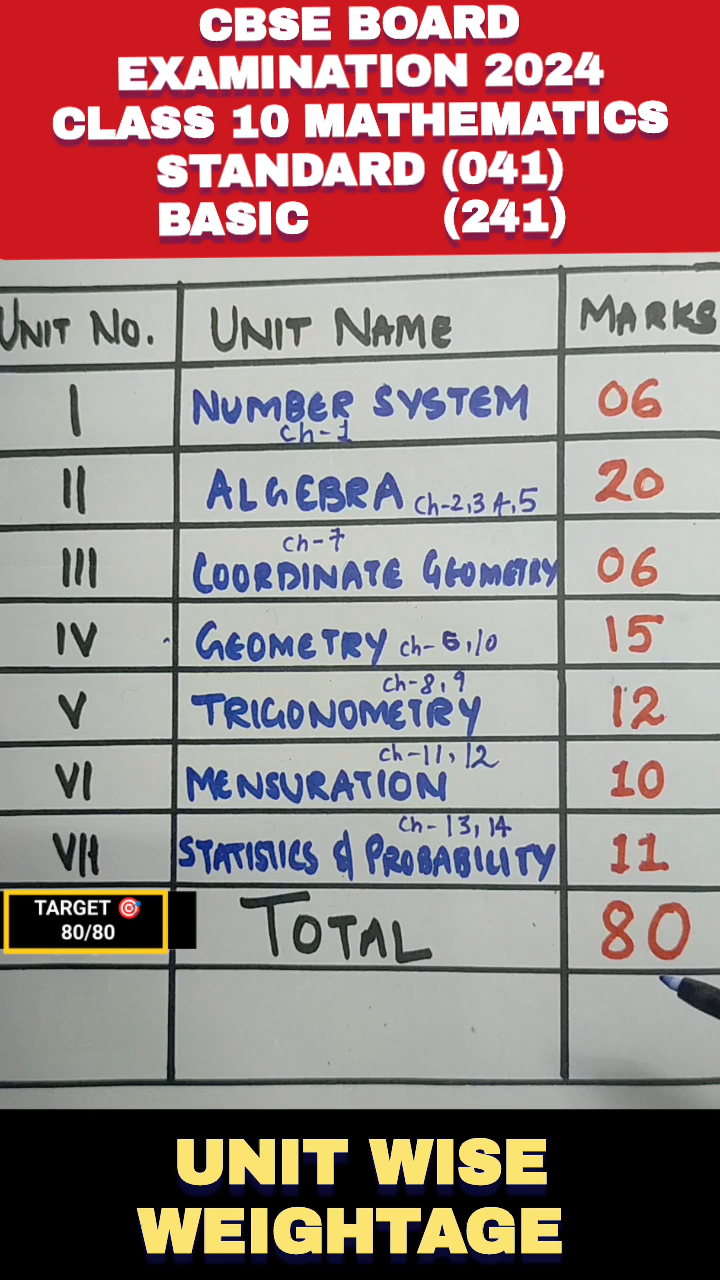 CBSE BOARD
EXAMINATION 2024
CLASS 10 MATHEMATICS
STANDARD (041)
BASIC (241)
UNIT NO. UNIT NAME MARKS
I NUMBER SYSTEM 06
Ch-1
II ALGEBRA Ch-2,3 4,5 20
Ch-7
III COORDINATE GEOMETRY 06
IV GEOMETRY Ch-6,10 15
Ch-8,9
V TRIGONOMETRY 12
Ch-11,12
VI MENSURATION 10
Ch-13,14
VII STATISTICS & PROBABILITY 11
TARGET 🎯
80/80
TOTAL 80
UNIT WISE
WEIGHTAGE